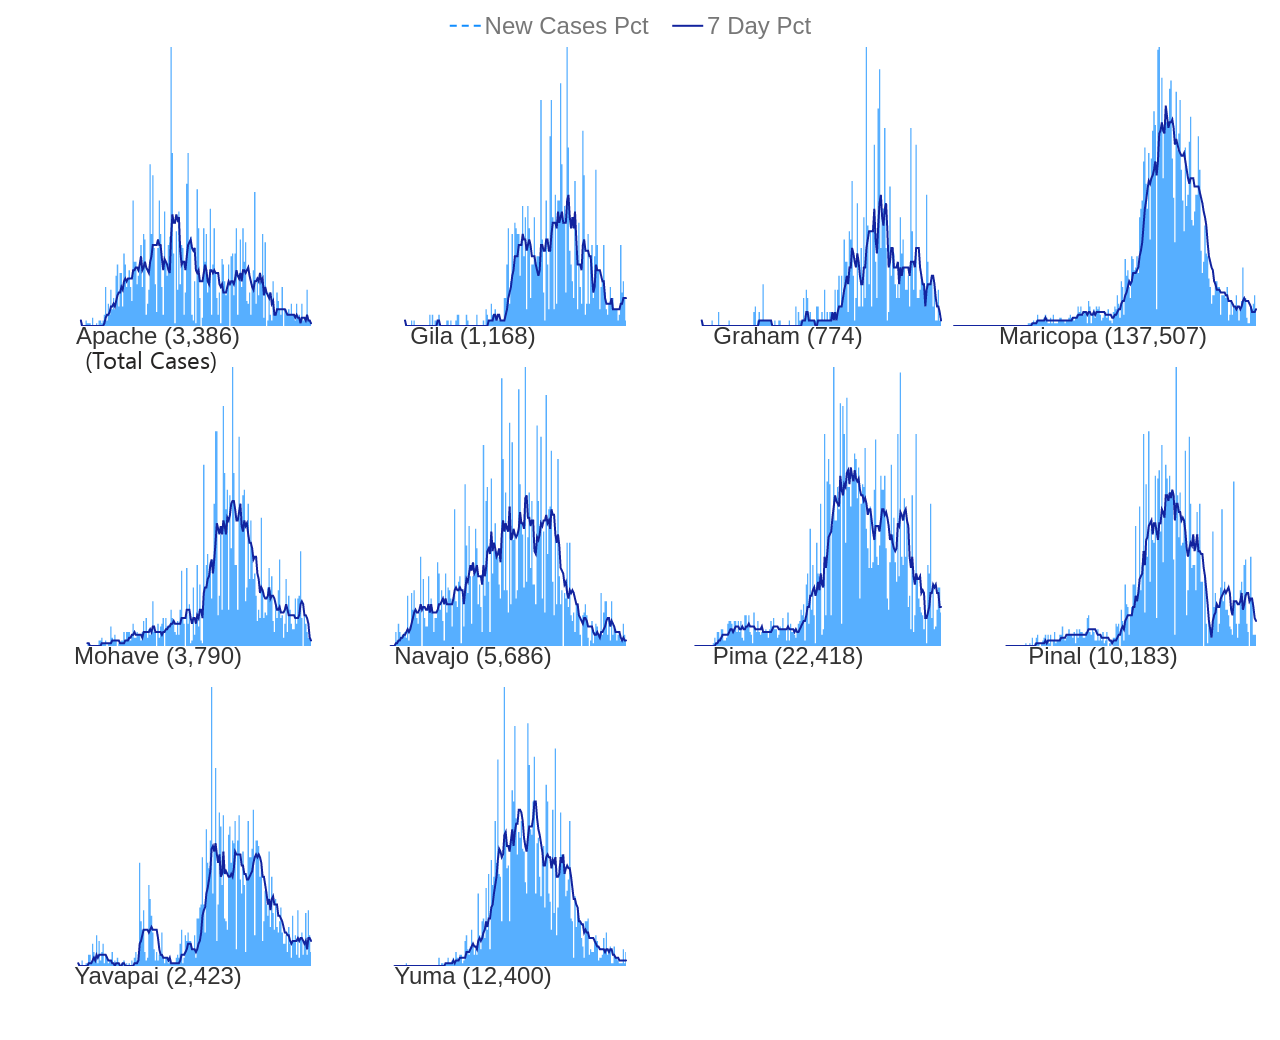 New Cases Pct 7 Day Pct
Apache (3,386) Gila (1,168) Graham (774) Maricopa (137,507)
(Total Cases)
Mohave (3,790) Navajo (5,686) Pima (22,418) Pinal (10,183)
Yavapai (2,423) Yuma (12,400)